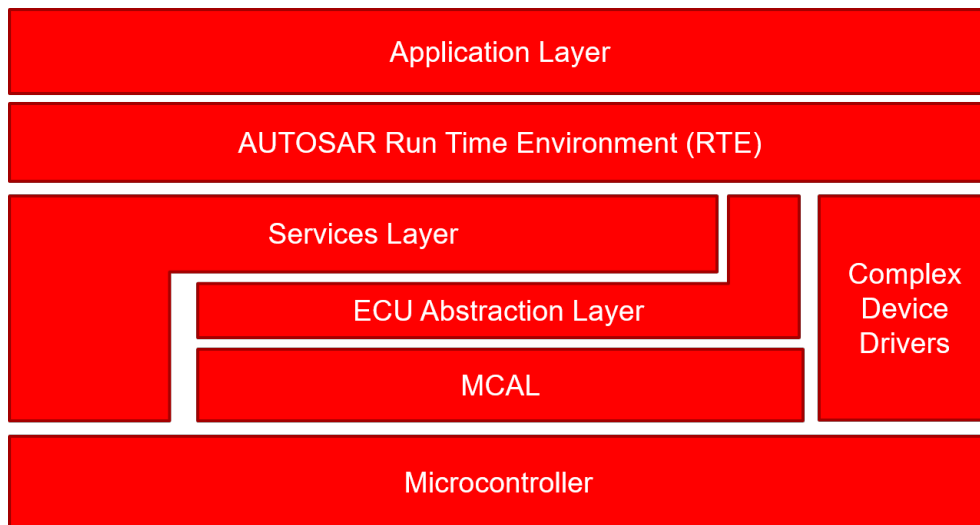 Application Layer
AUTOSAR Run Time Environment (RTE)
Services Layer
ECU Abstraction Layer
Complex
Device
Drivers
MCAL
Microcontroller